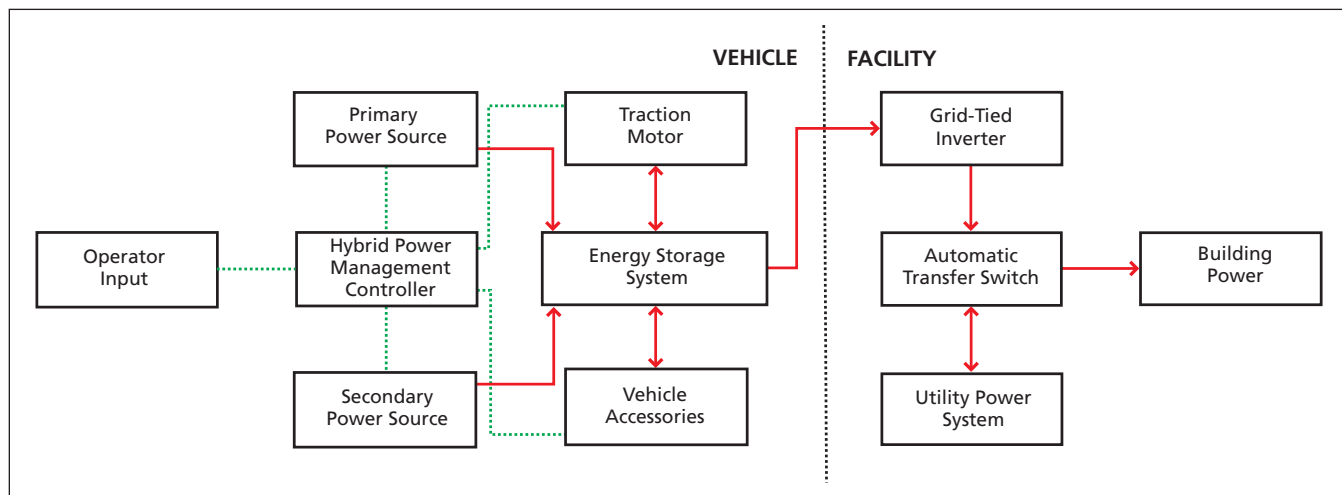 VEHICLE
FACILITY
Primary
Power Source
Traction
Motor
Grid-Tied
Inverter
Operator
Input
Hybrid Power
Management
Controller
Energy Storage
System
Automatic
Transfer Switch
Building
Power
Secondary
Power Source
Vehicle
Accessories
Utility Power
System